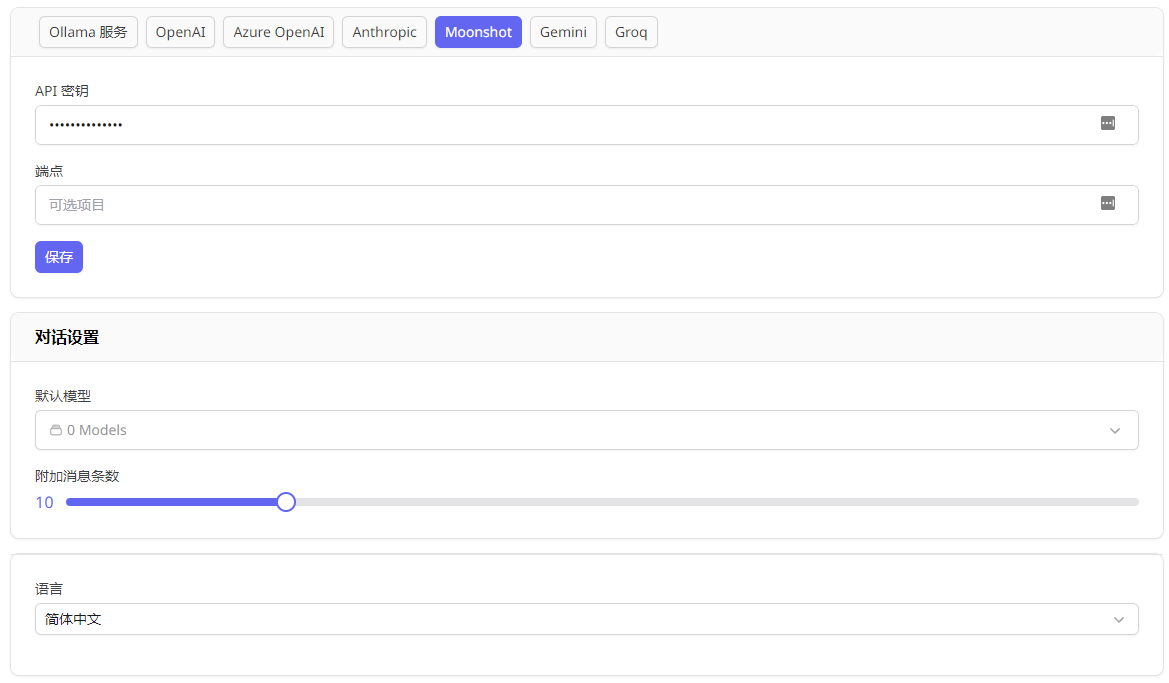 Ollama 服务 OpenAI Azure OpenAI Anthropic Moonshot Gemini Groq
API 密钥
••••••••••••••
端点
可选项目
保存
对话设置
默认模型
0 Models
附加消息条数
10
语言
简体中文